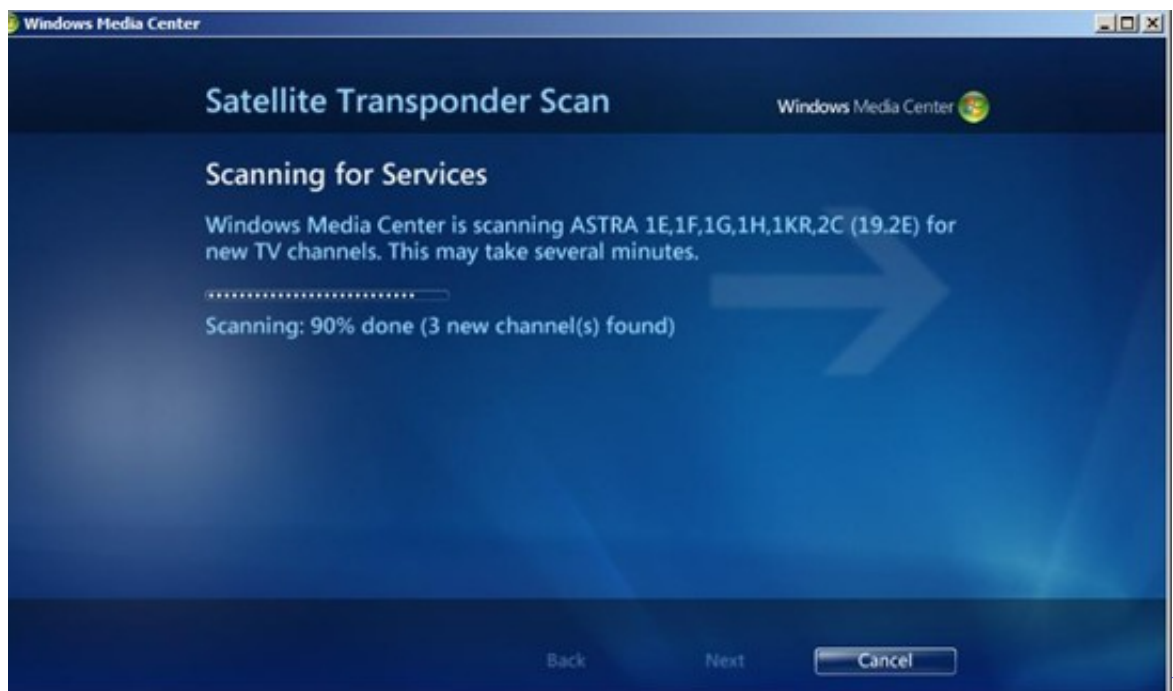 Windows Media Center
Satellite Transponder Scan
Windows Media Center
Scanning for Services
Windows Media Center is scanning ASTRA 1E,1F,1G,1H,1KR,2C (19.2E) for
new TV channels. This may take several minutes.
Scanning: 90% done (3 new channel(s) found)
Back
Next
Cancel